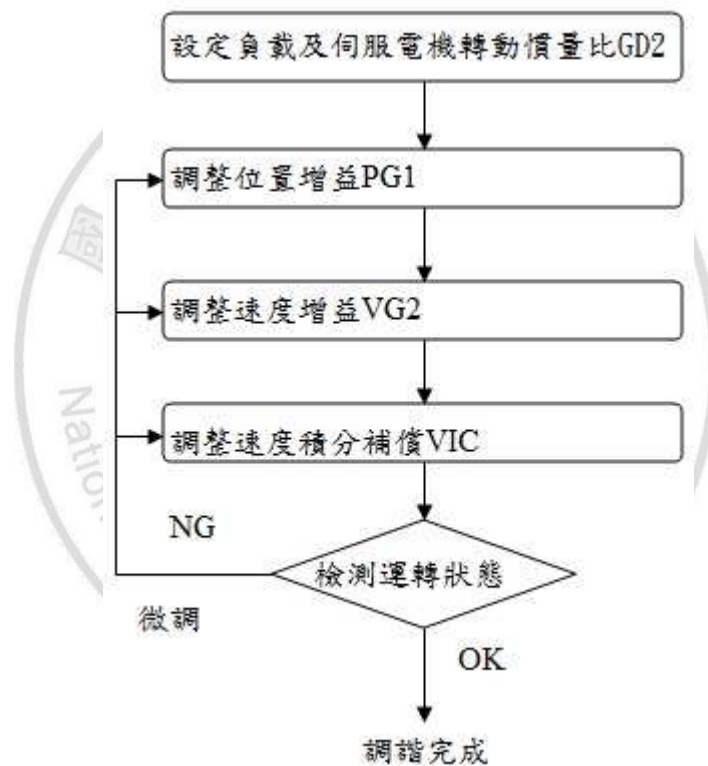 設定負載及伺服電機轉動慣量比GD2
調整位置增益PG1
調整速度增益VG2
調整速度積分補償VIC
NG
檢測運轉狀態
微調
OK
調諧完成
國
Natio